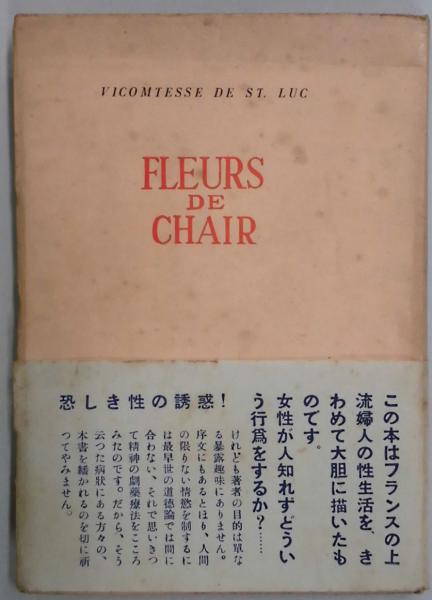 VICOMTESSE DE ST. LUC
FLEURS
DE
CHAIR
この本はフランスの上
流婦人の性生活を、き
わめて大胆に描いたも
のです。
女性が人知れずどうい
う行爲をするか？……
恐しき性の誘惑！
けれども著者の目的は單な
る暴露趣味にありません。
序文にもあるとほり、人間
の限りない情慾を制するに
は最早世の道德論では間に
合わない、それで思いきつ
て精神の劇藥療法をこころ
みたのです。だから、そう
云つた病狀にある方々の、
本書を繙かれるのを切に祈
つてやみません。